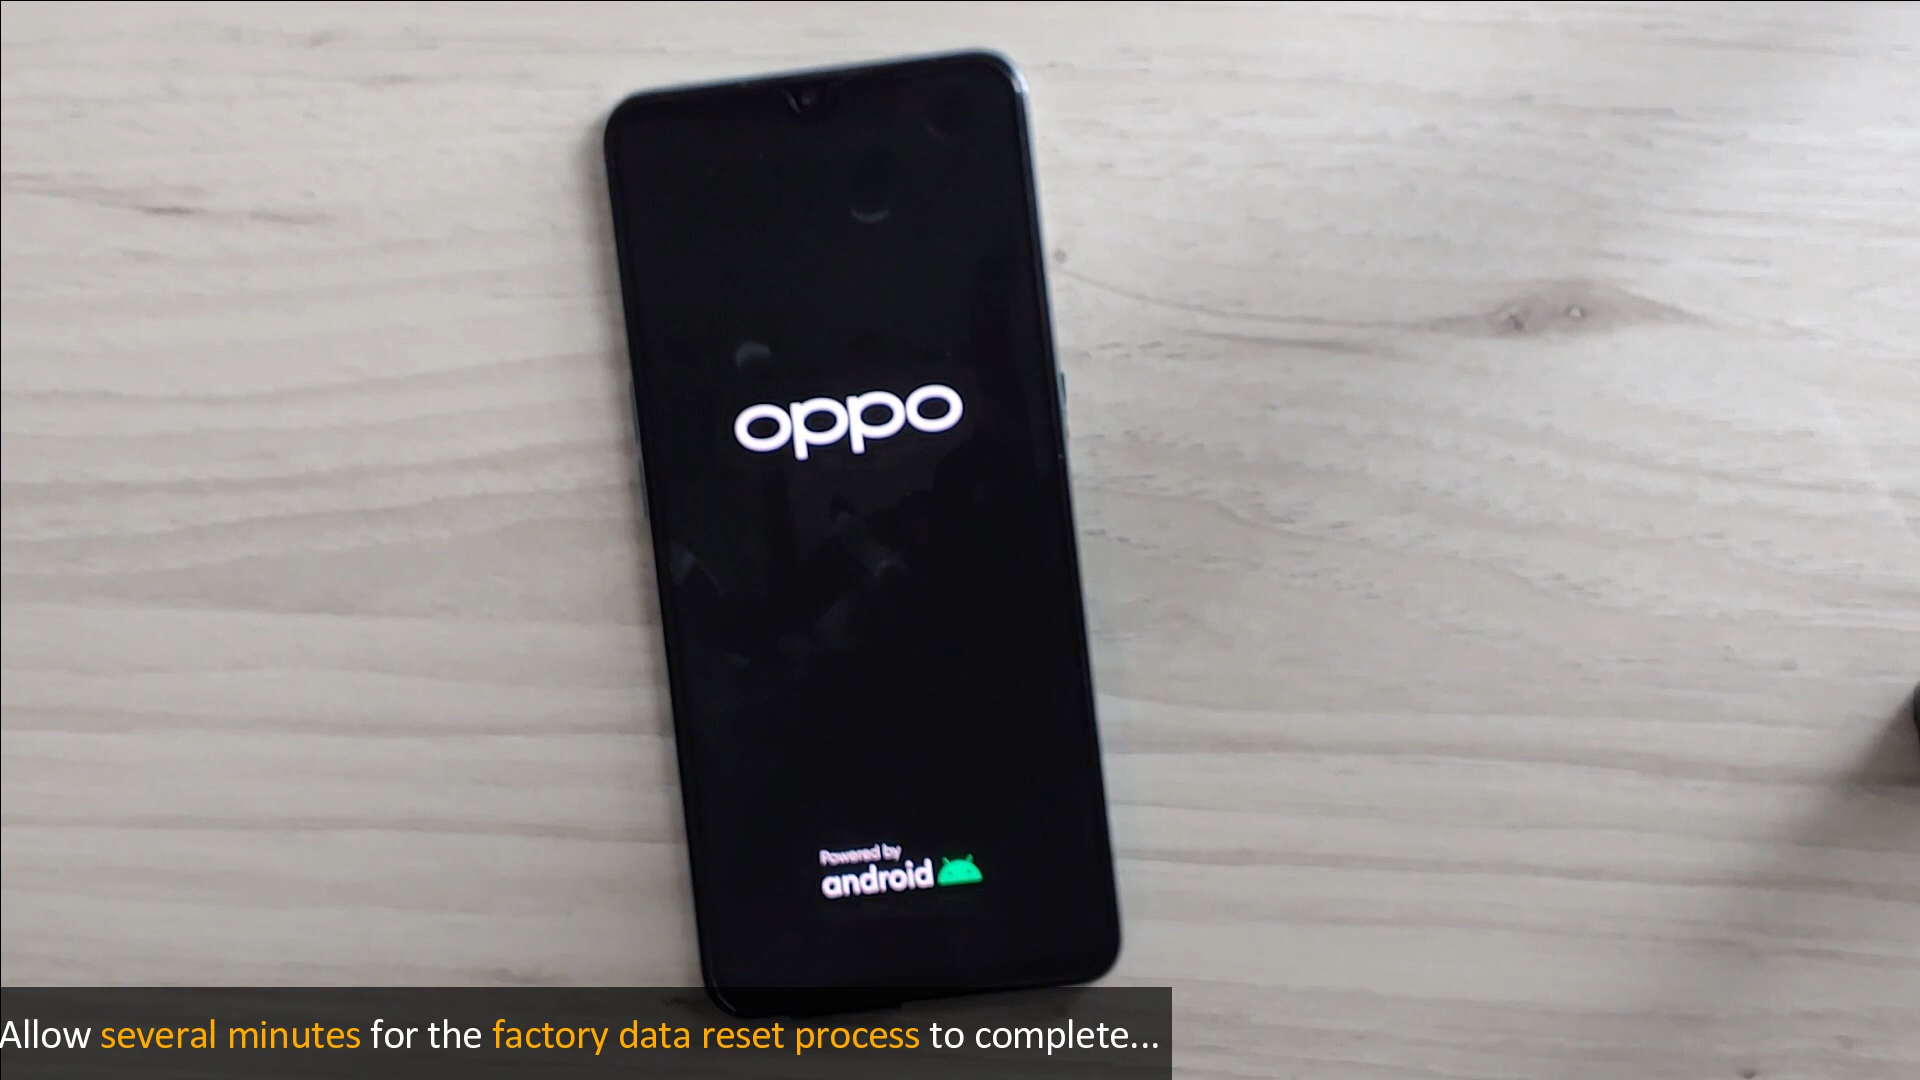 oppo
Powered by
android
Allow several minutes for the factory data reset process to complete...